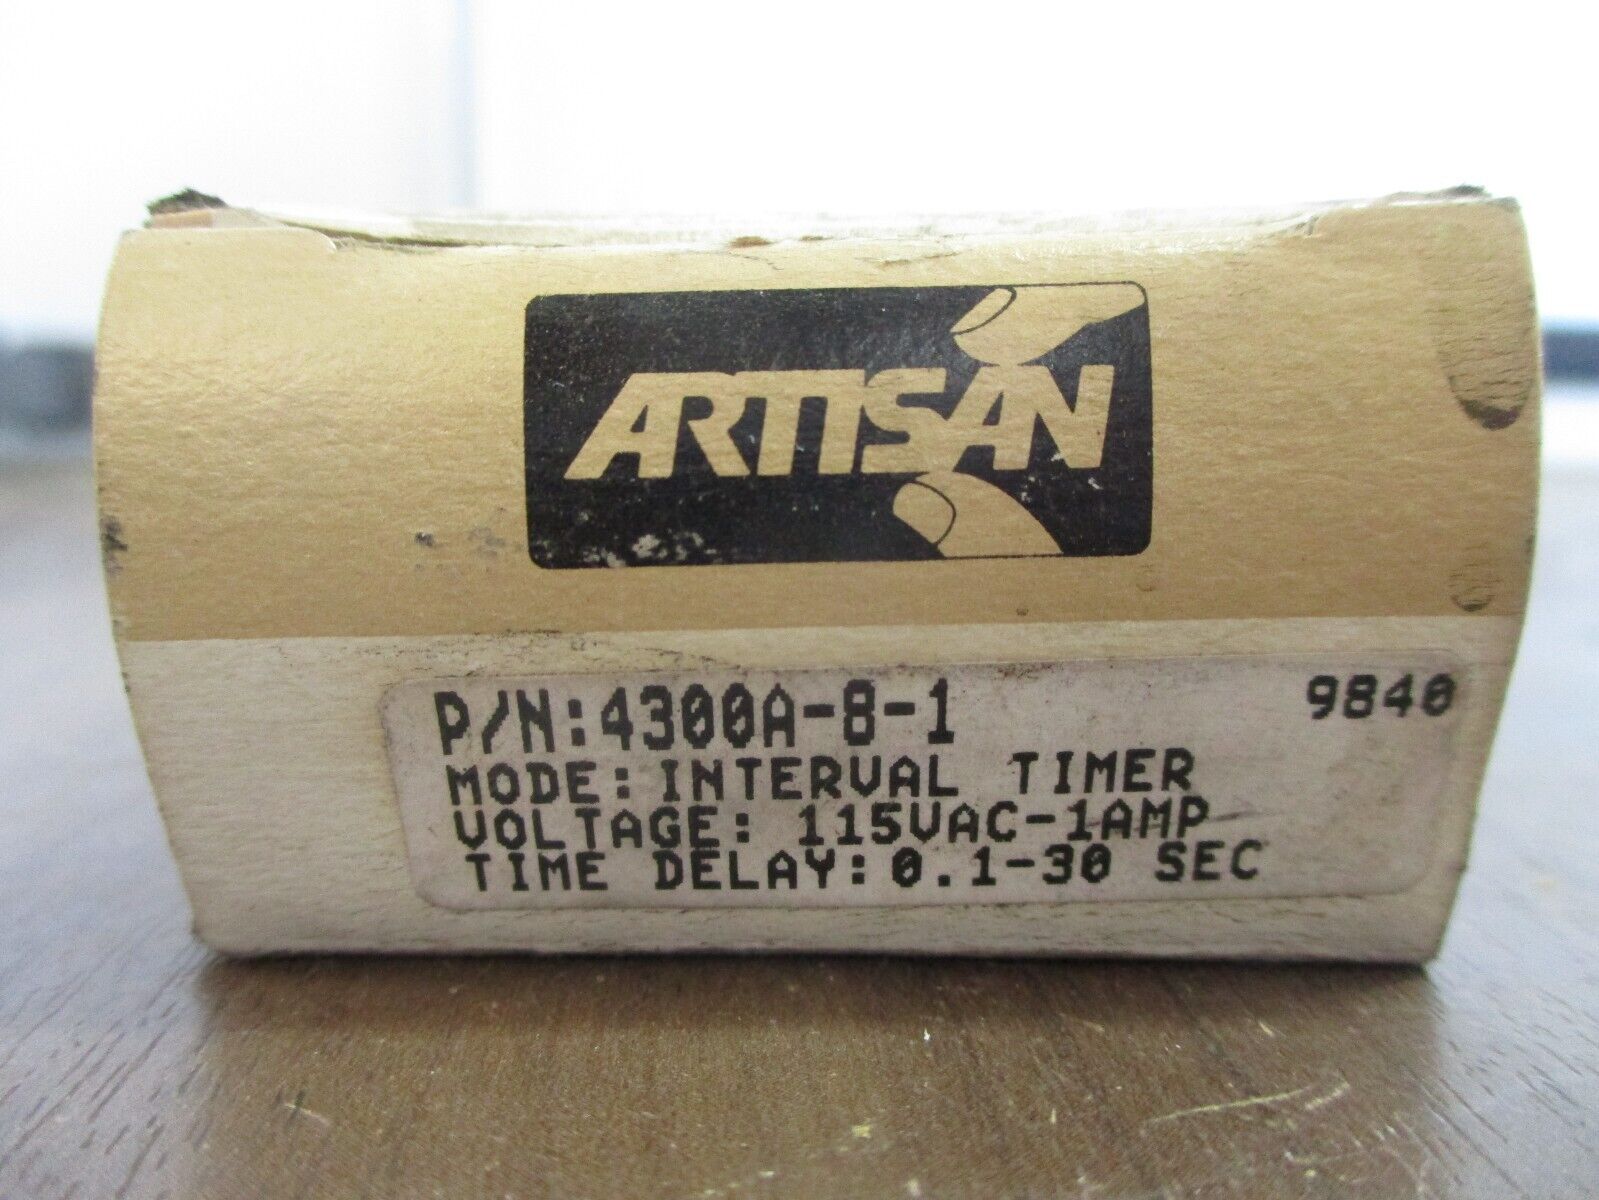 ARTISAN
P/N:4300A-8-1 9840
MODE:INTERVAL TIMER
VOLTAGE: 115VAC-1AMP
TIME DELAY:0.1-30 SEC